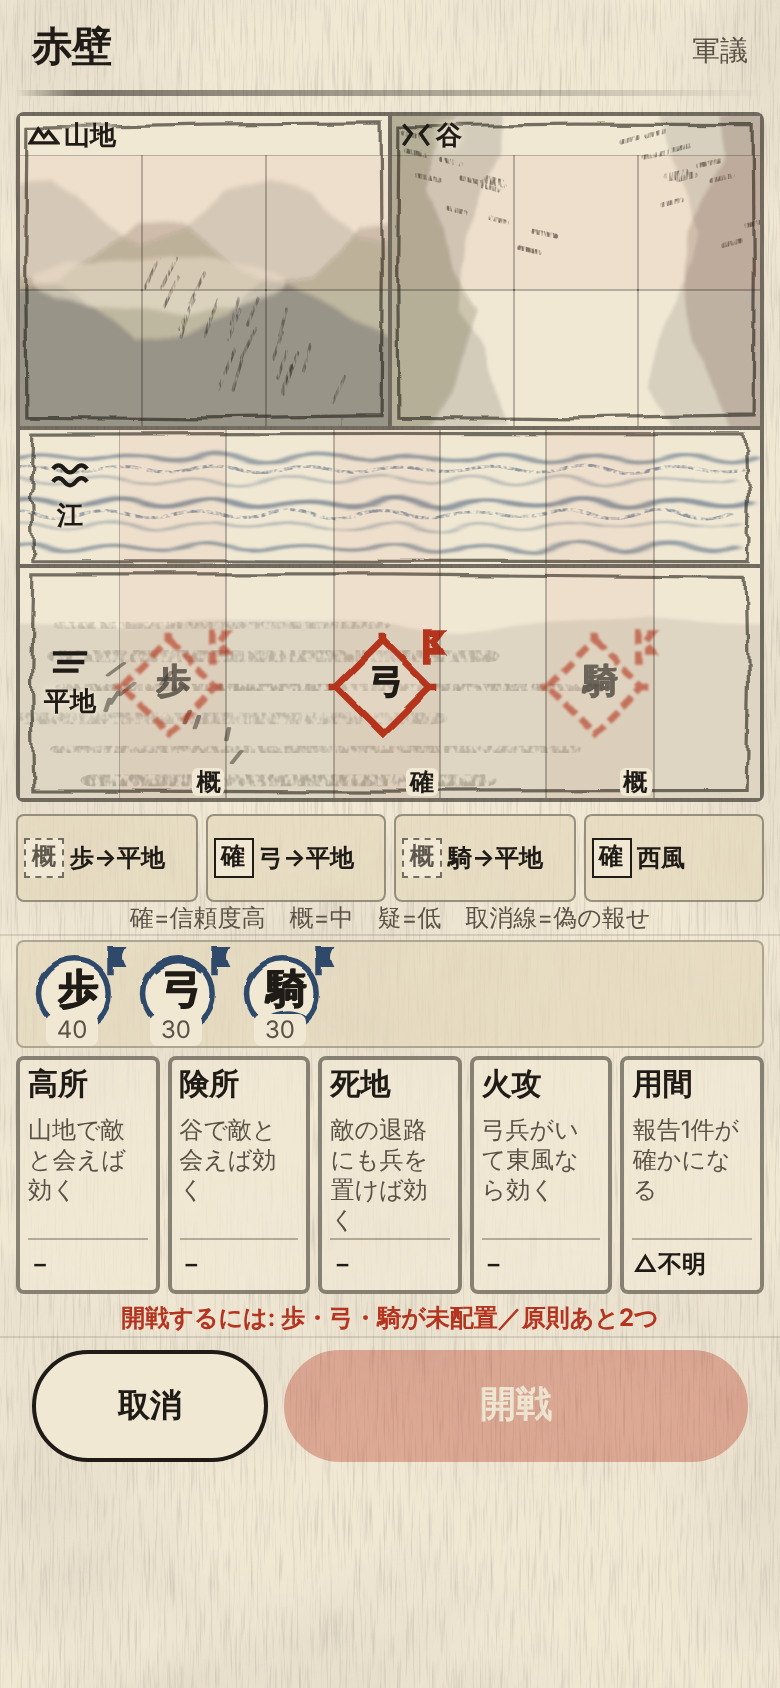 赤壁
軍議
山地
谷
江
平地
歩
弓
騎
概
確
概
概 歩→平地
確 弓→平地
概 騎→平地
確 西風
確=信頼度高 概=中 疑=低 取消線=偽の報せ
歩
40
弓
30
騎
30
高所
山地で敵
と会えば
効く
–
険所
谷で敵と
会えば効
く
–
死地
敵の退路
にも兵を
置けば効
く
–
火攻
弓兵がい
て東風な
ら効く
–
用間
報告1件が
確かにな
る
△不明
開戦するには: 歩・弓・騎が未配置／原則あと2つ
取消
開戦